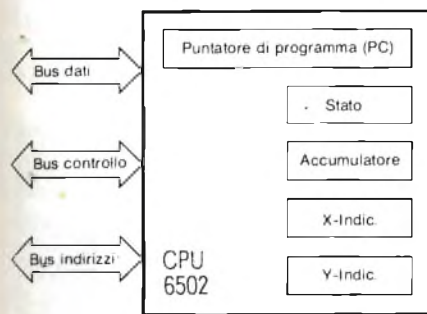 Puntatore di programma (PC)
Bus dati
Stato
Bus controllo
Accumulatore
X-Indic.
Bus indirizzi
CPU
6502
Y-Indic.